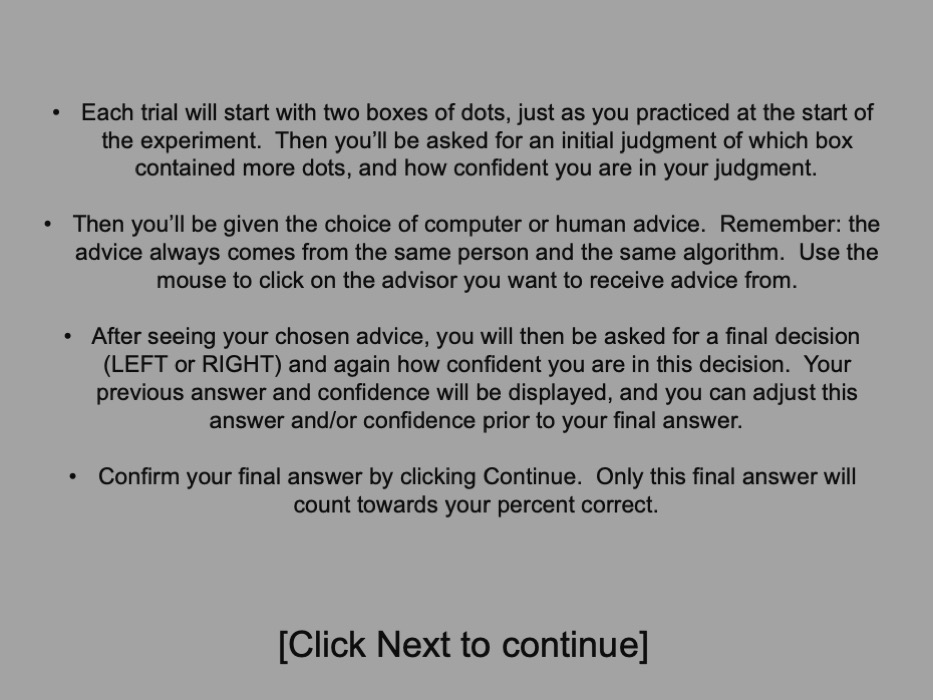 • Each trial will start with two boxes of dots, just as you practiced at the start of
the experiment.  Then you’ll be asked for an initial judgment of which box
contained more dots, and how confident you are in your judgment.
• Then you’ll be given the choice of computer or human advice.  Remember: the
advice always comes from the same person and the same algorithm.  Use the
mouse to click on the advisor you want to receive advice from.
• After seeing your chosen advice, you will then be asked for a final decision
(LEFT or RIGHT) and again how confident you are in this decision.  Your
previous answer and confidence will be displayed, and you can adjust this
answer and/or confidence prior to your final answer.
• Confirm your final answer by clicking Continue.  Only this final answer will
count towards your percent correct.
[Click Next to continue]